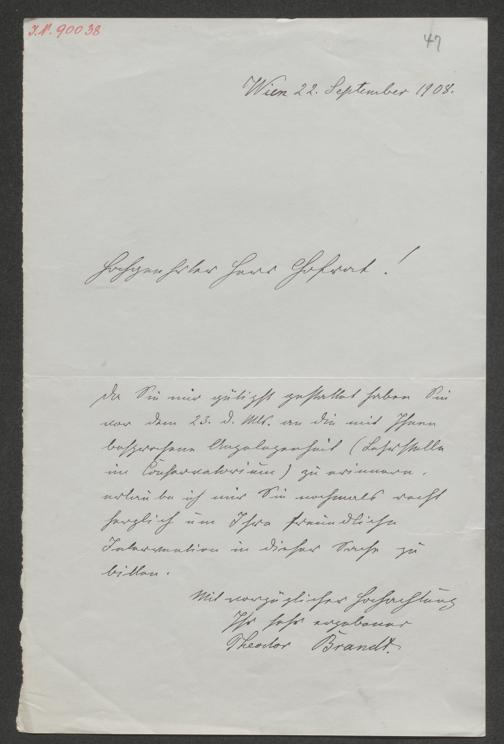 I.N. 90038
47
Wien 22. September 1908.
Hochgeehrter Herr Hofrat!
Da Sie mir gütigst gestattet haben Sie
vor dem 23. d. Mts. an die mit Ihnen
besprochene Angelegenheit (Lehrstelle
im Conservatorium) zu erinnern,
erlaube ich mir Sie nochmals recht
herzlich um Ihre freundliche
Intervention in dieser Sache zu
bitten.
Mit vorzüglicher Hochachtung
Ihr sehr ergebener
Theodor Brandt.